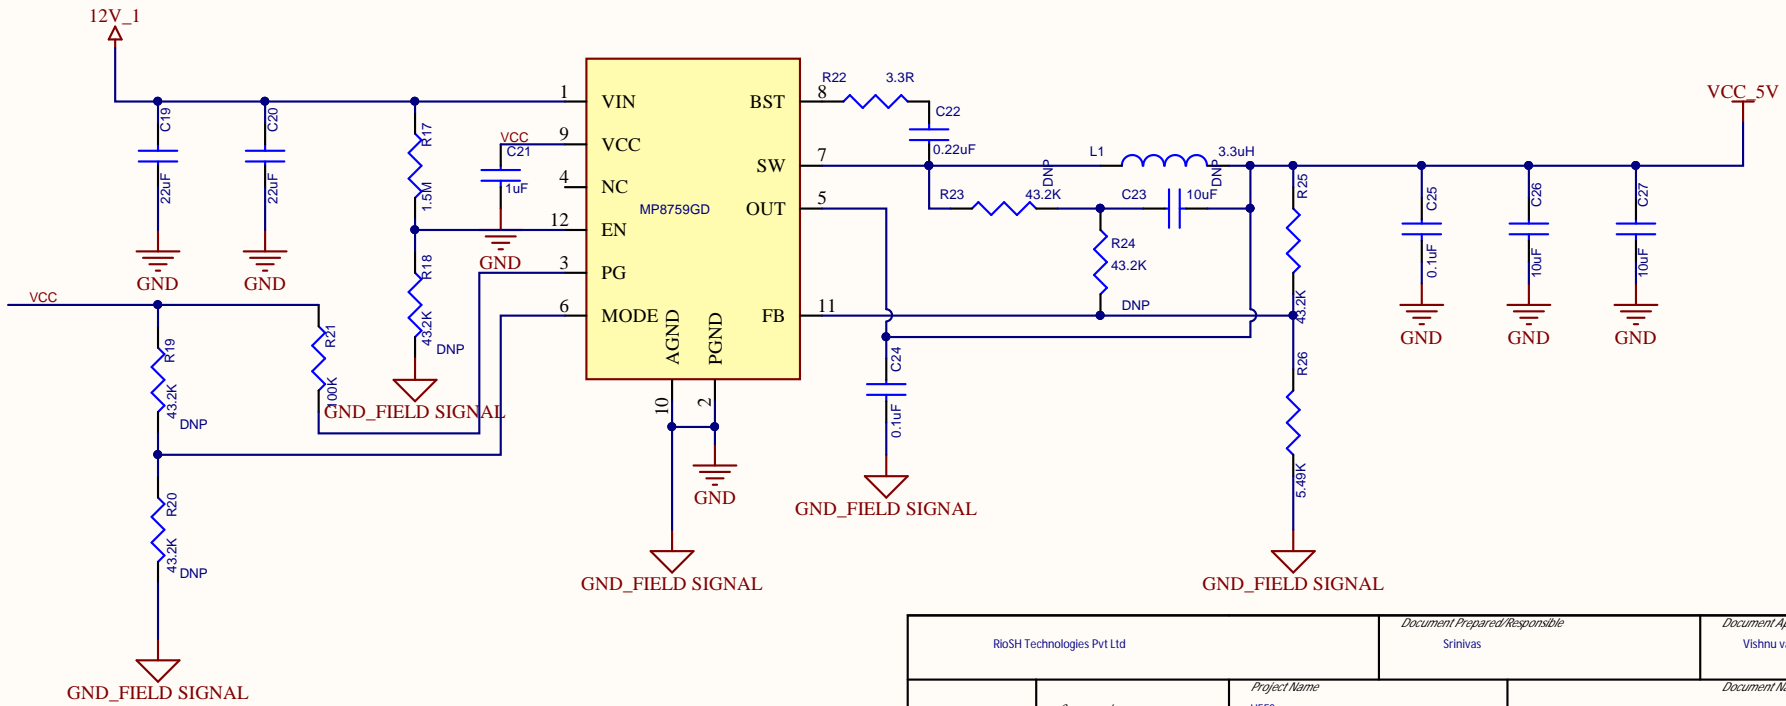 12V_1
C19
22uF
GND
C20
22uF
GND
R17
1.5M
R18
43.2K
DNP
GND_FIELD SIGNAL
VCC
C21
1uF
GND
1
VIN
9
VCC
4
NC
12
EN
3
PG
6
MODE
MP8759GD
BST
8
SW
7
OUT
5
FB
11
AGND
PGND
10
2
GND
GND_FIELD SIGNAL
VCC
R19
43.2K
DNP
R20
43.2K
DNP
GND_FIELD SIGNAL
R21
100K
R22
3.3R
C22
0.22uF
L1
3.3uH
R23
43.2K
DNP
C23
10uF
DNP
R24
43.2K
DNP
C24
0.1uF
GND_FIELD SIGNAL
R25
43.2K
R26
5.49K
GND_FIELD SIGNAL
C25
0.1uF
GND
C26
10uF
GND
C27
10uF
GND
VCC_5V
RioSH Technologies Pvt Ltd
Document Prepared/Responsible
Srinivas
Document
Vishnu
Project Name
Document